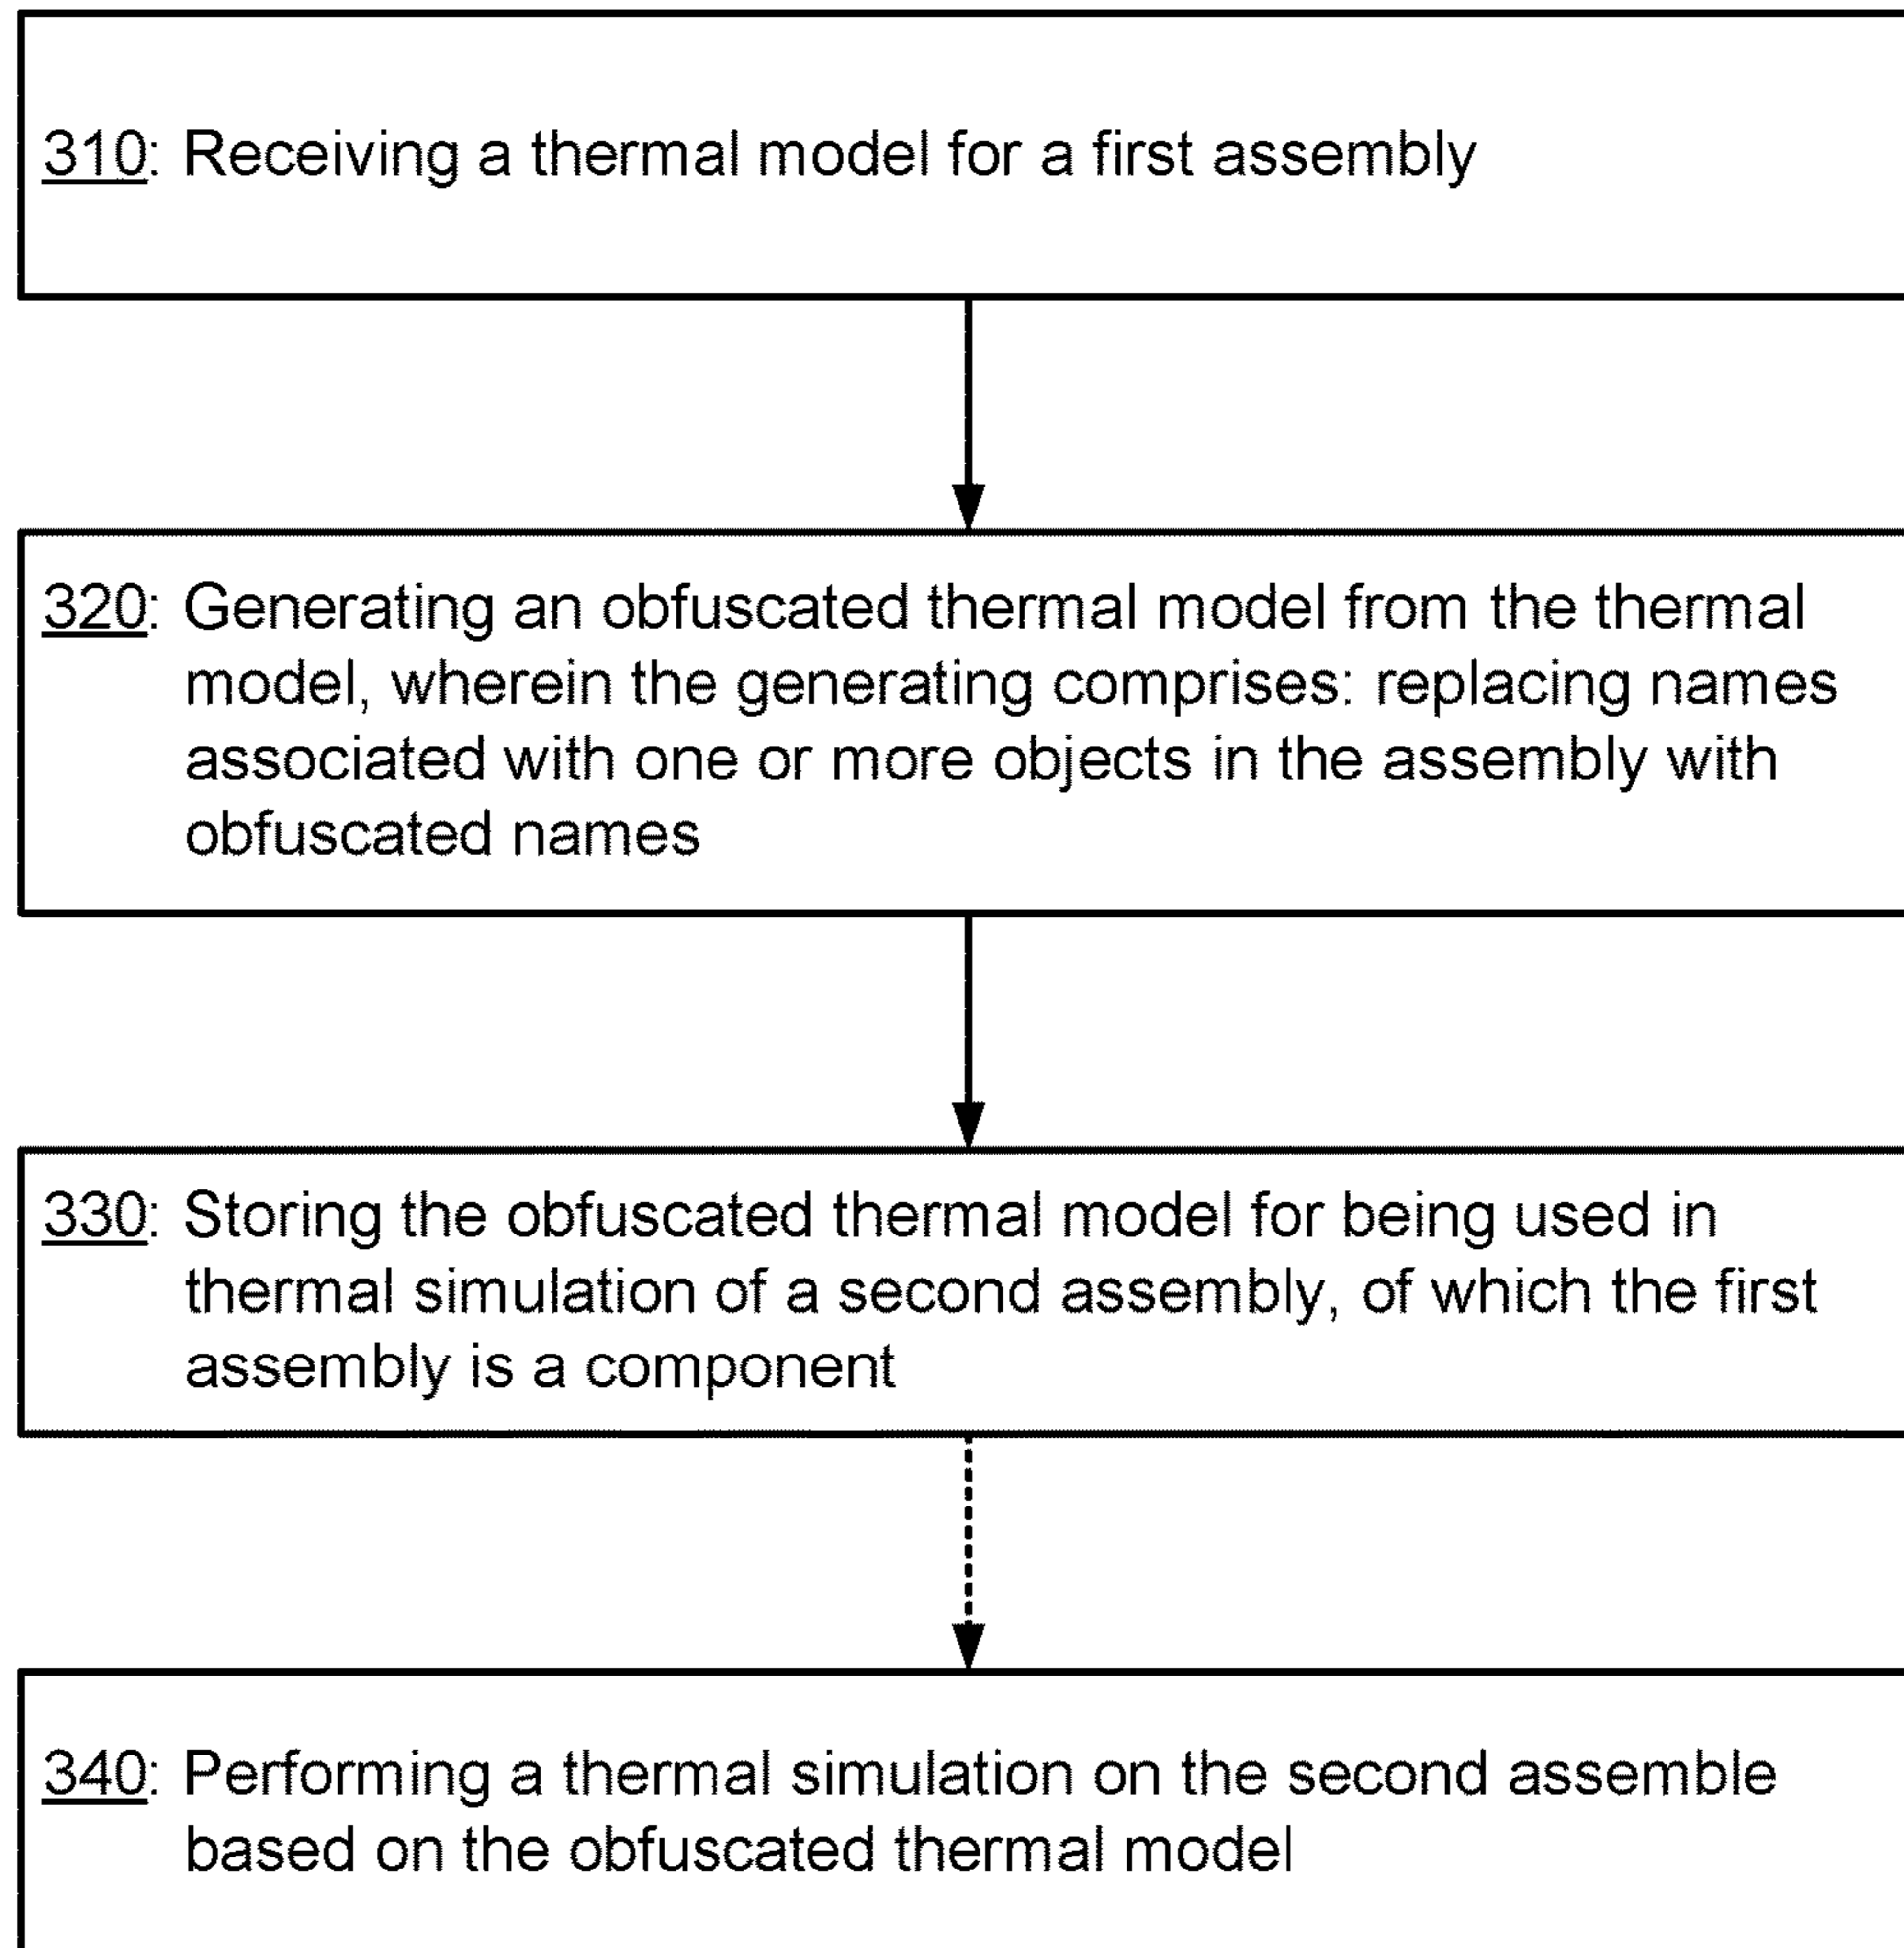 310: Receiving a thermal model for a first assembly
320: Generating an obfuscated thermal model from the thermal
model, wherein the generating comprises: replacing names
associated with one or more objects in the assembly with
obfuscated names
330: Storing the obfuscated thermal model for being used in
thermal simulation of a second assembly, of which the first
assembly is a component
340: Performing a thermal simulation on the second assemble
based on the obfuscated thermal model